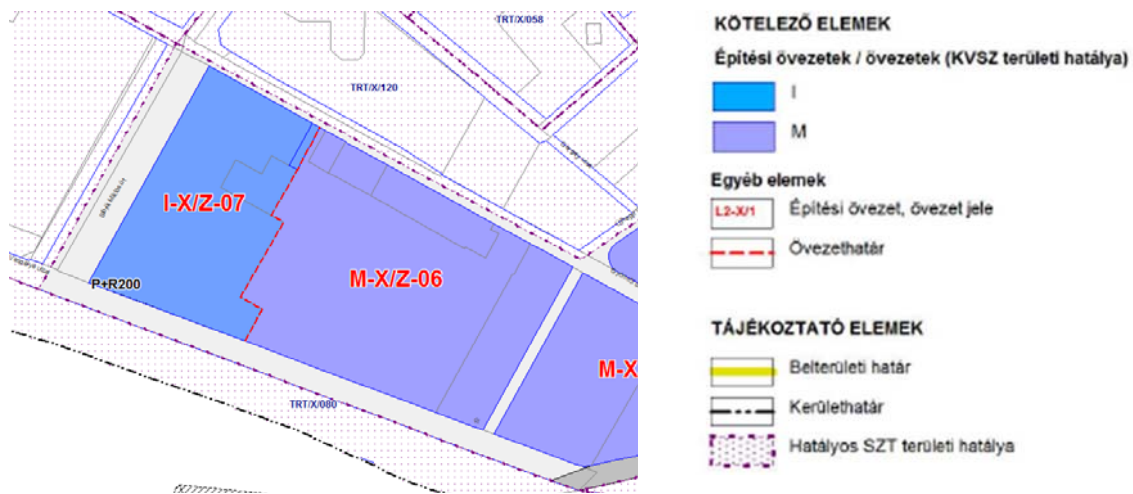 TRT/X/058
TRT/X/120
I-X/Z-07
M-X/Z-06
P+R200
M-X
TRT/X/080
KÖTELEZŐ ELEMEK
Építési övezetek / övezetek (KVSZ területi hatálya)
I
M
Egyéb elemek
L2-X/1 Építési övezet, övezet jele
Övezethatár
TÁJÉKOZTATÓ ELEMEK
Belterületi határ
Kerülethatár
Hatályos SZT területi hatálya